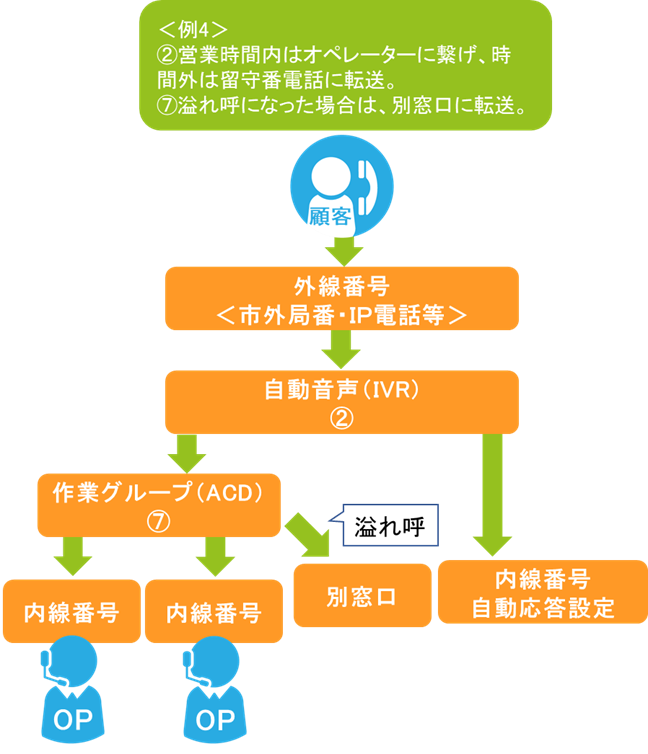 ＜例4＞
②営業時間内はオペレーターに繋げ、時
間外は留守番電話に転送。
⑦溢れ呼になった場合は、別窓口に転送。
顧客
外線番号
＜市外局番・IP電話等＞
自動音声（IVR）
②
作業グループ（ACD）
⑦
溢れ呼
内線番号
内線番号
別窓口
内線番号
自動応答設定
OP
OP